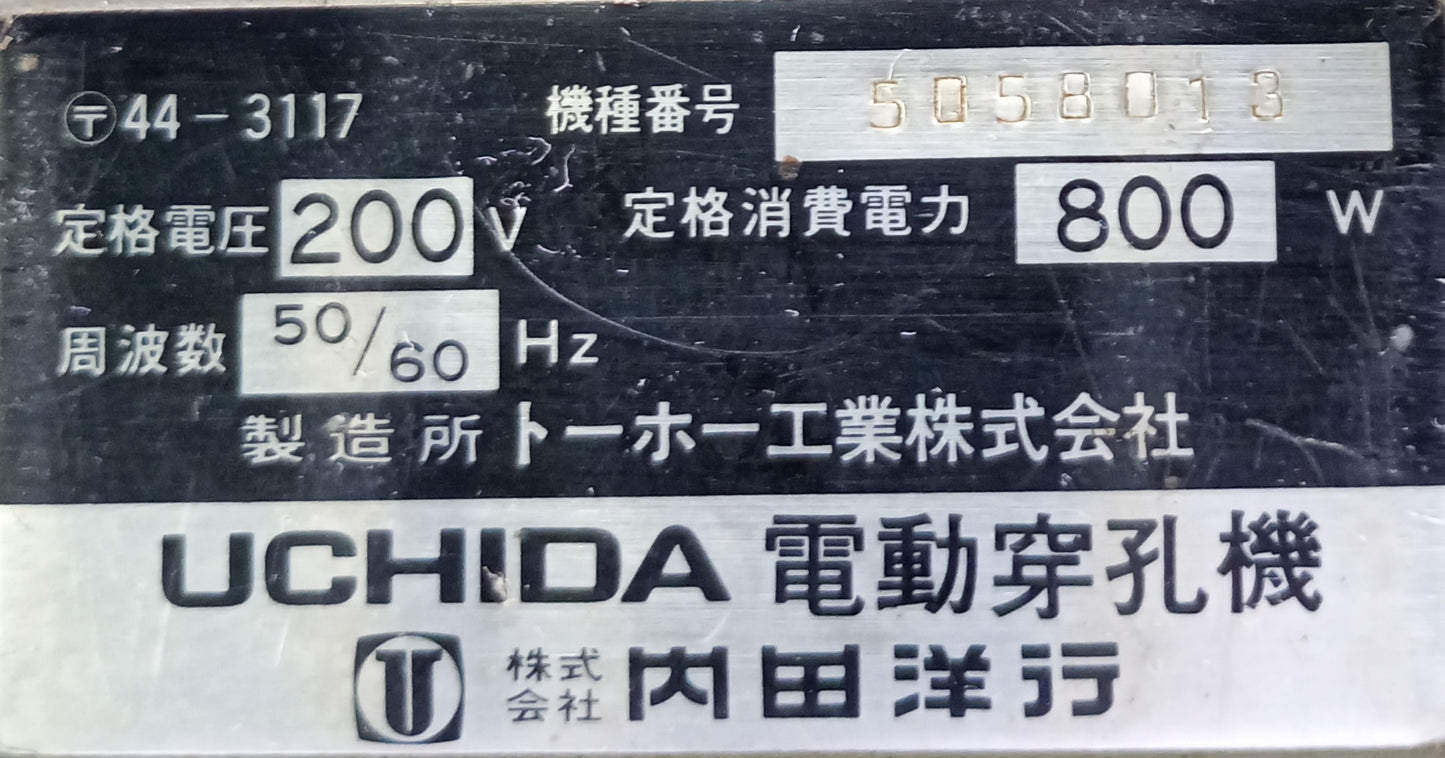 〶44-3117 機種番号 5058013
定格電圧 200 V 定格消費電力 800 W
周波数 50/60 Hz
製造所 トーホー工業株式会社
UCHIDA 電動穿孔機
U 株式会社 内田洋行